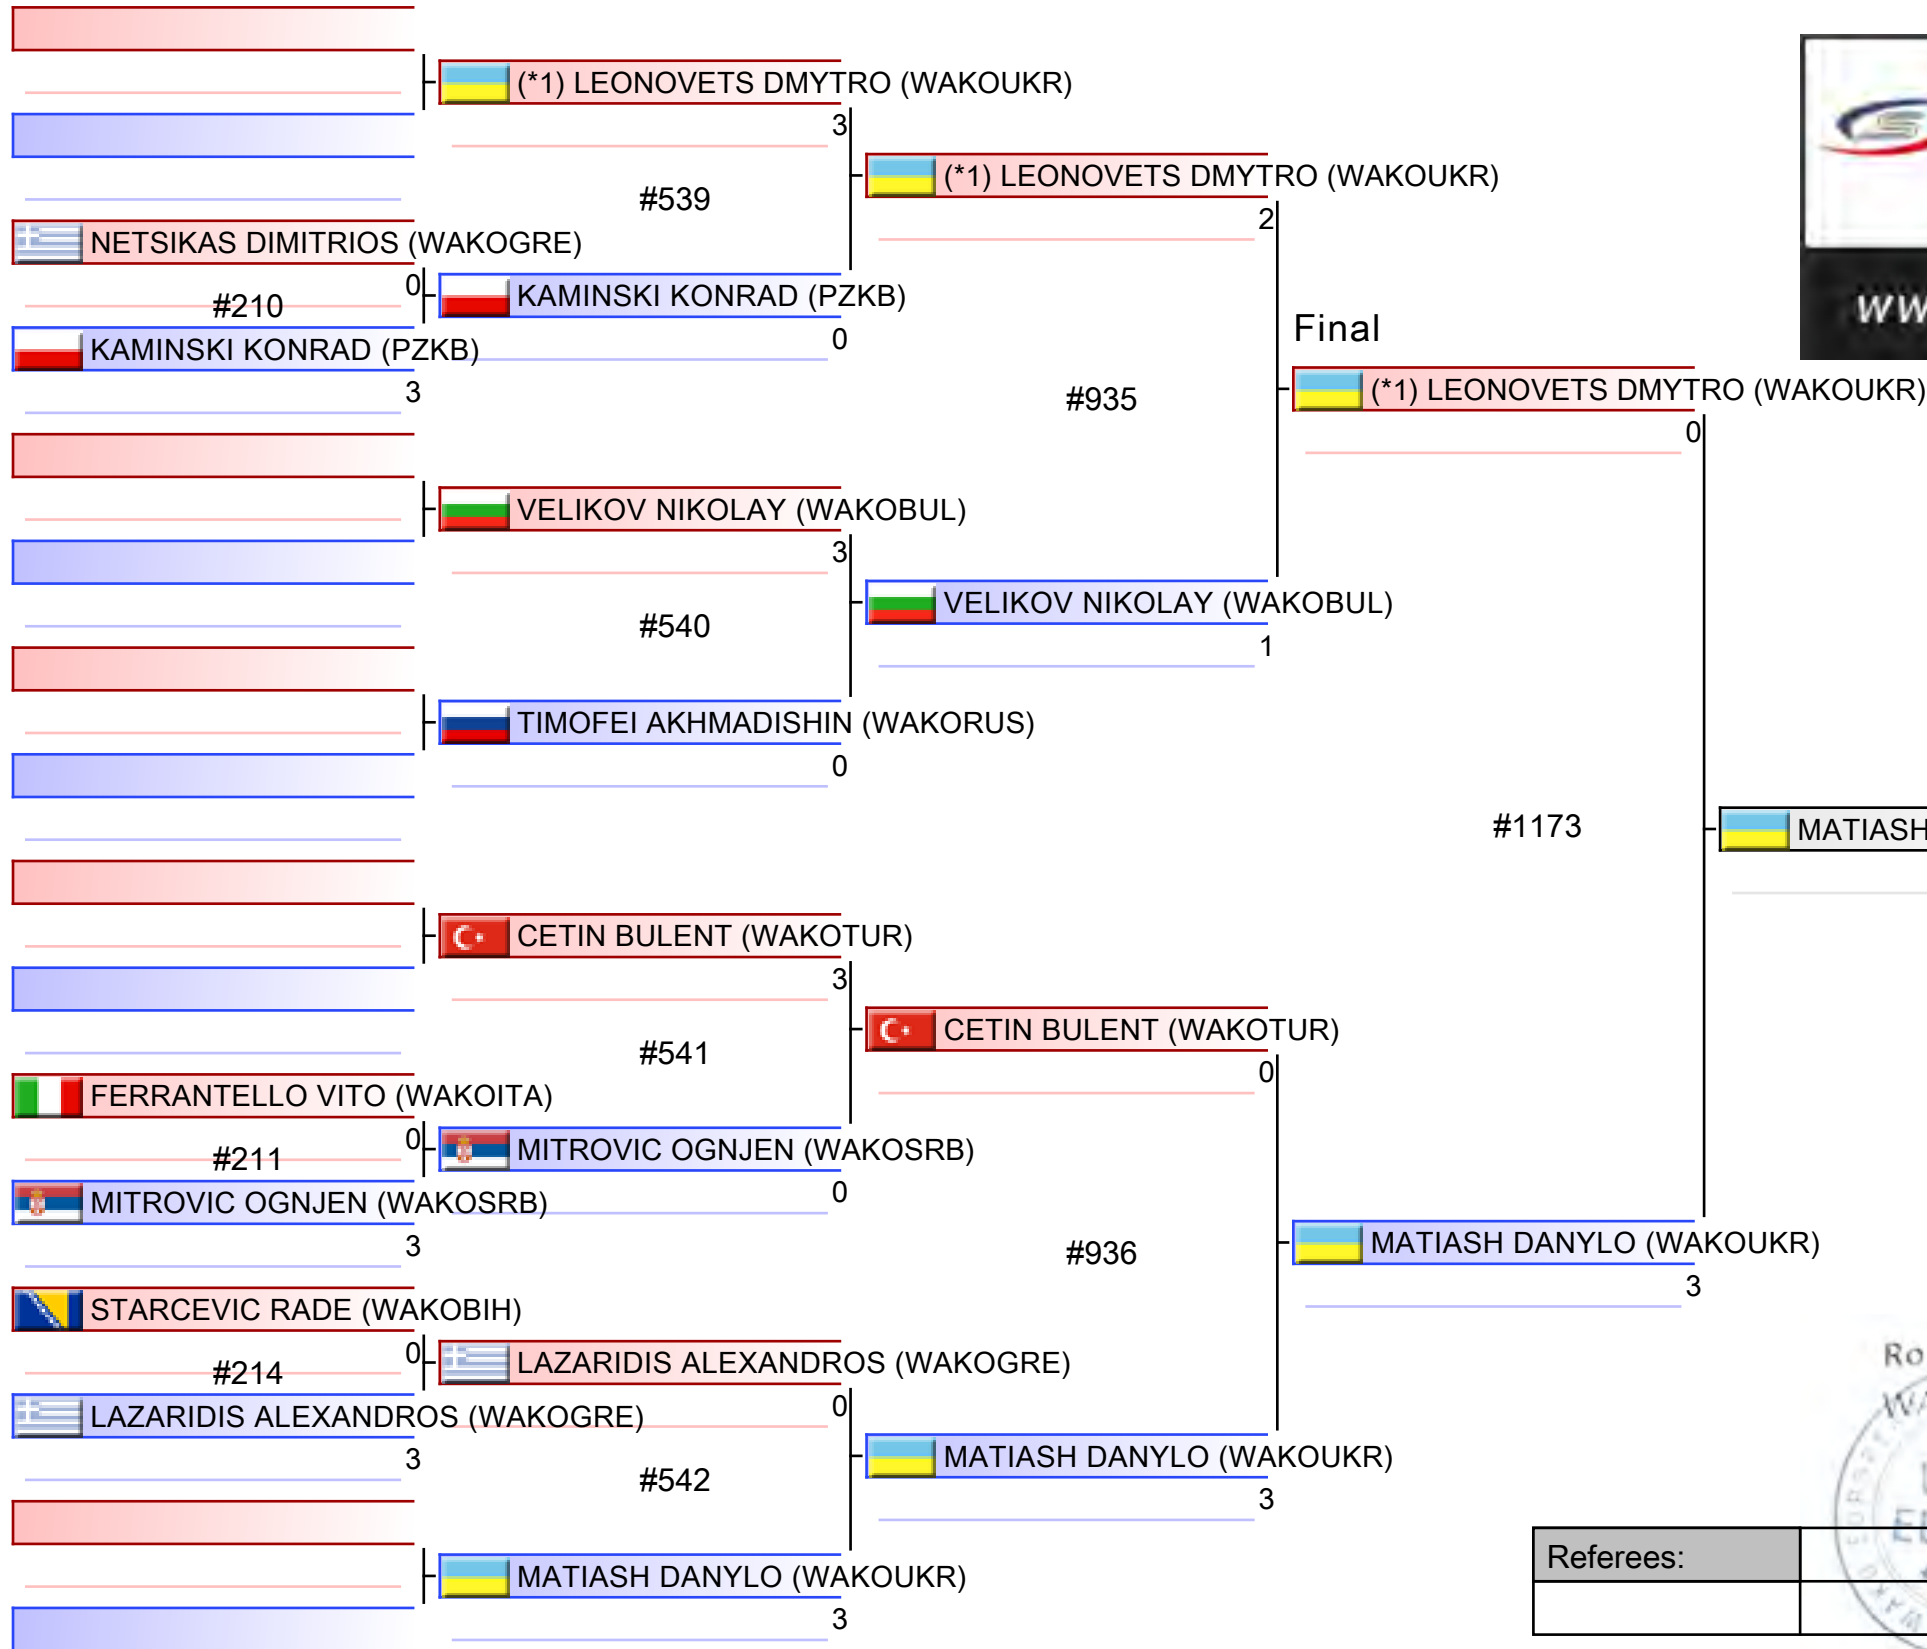 (*1) LEONOVETS DMYTRO (WAKOUKR)
3
(*1) LEONOVETS DMYTRO (WAKOUKR)
#539
2
NETSIKAS DIMITRIOS (WAKOGRE)
0
#210
KAMINSKI KONRAD (PZKB)
0
KAMINSKI KONRAD (PZKB)
3
Final
(*1) LEONOVETS DMYTRO (WAKOUKR)
#935
0
VELIKOV NIKOLAY (WAKOBUL)
3
VELIKOV NIKOLAY (WAKOBUL)
#540
1
TIMOFEI AKHMADISHIN (WAKORUS)
0
#1173
MATIASH
CETIN BULENT (WAKOTUR)
3
CETIN BULENT (WAKOTUR)
#541
0
FERRANTELLO VITO (WAKOITA)
0
#211
MITROVIC OGNJEN (WAKOSRB)
0
MITROVIC OGNJEN (WAKOSRB)
3
#936
MATIASH DANYLO (WAKOUKR)
3
STARCEVIC RADE (WAKOBIH)
0
#214
LAZARIDIS ALEXANDROS (WAKOGRE)
0
LAZARIDIS ALEXANDROS (WAKOGRE)
3
MATIASH DANYLO (WAKOUKR)
#542
3
MATIASH DANYLO (WAKOUKR)
3
Referees: